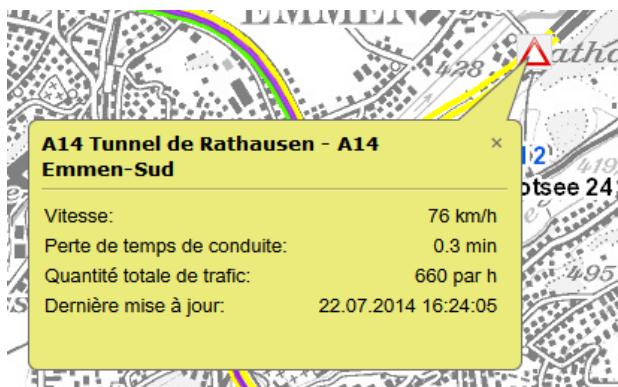 EMMEN
428
A14 Tunnel de Rathausen - A14
Emmen-Sud
×
Vitesse: 76 km/h
Perte de temps de conduite: 0.3 min
Quantité totale de trafic: 660 par h
Dernière mise à jour: 22.07.2014 16:24:05
419
otsee 24
495